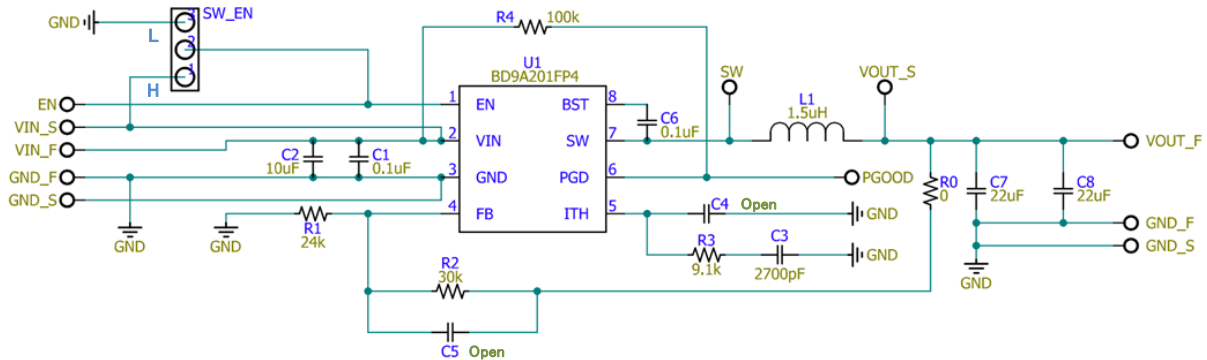 3 SW_EN
GND
L
2
1
H
R4
100k
U1
BD9A201FP4
EN
VIN_S
VIN_F
GND_F
GND_S
1 EN
2 VIN
3 GND
4 FB
BST 8
SW 7
PGD 6
ITH 5
C2
10uF
C1
0.1uF
GND
GND
R1
24k
R2
30k
C5 Open
C6
0.1uF
SW
L1
1.5uH
VOUT_S
VOUT_F
PGOOD
C4 Open
GND
R3
9.1k
C3
2700pF
GND
R0
0
C7
22uF
C8
22uF
GND_F
GND_S
GND